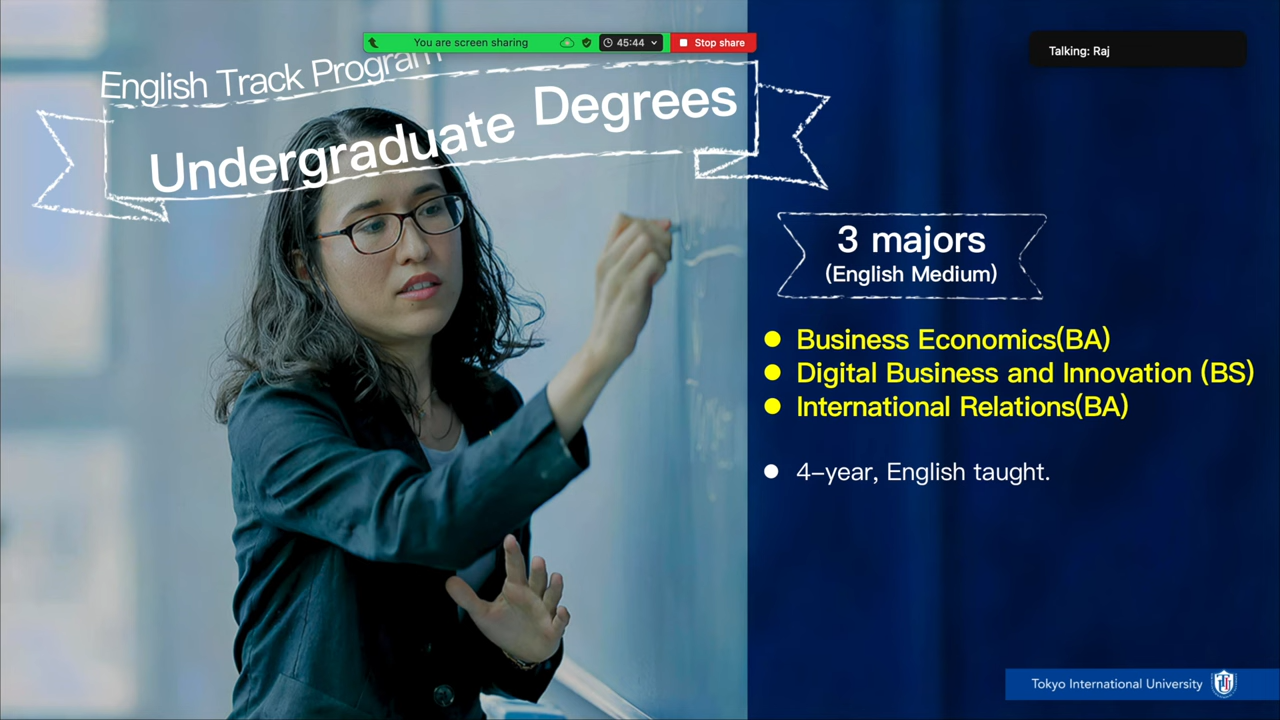 You are screen sharing
45:44
Stop share
Talking: Raj
English Track Program
Undergraduate Degrees
3 majors
(English Medium)
Business Economics(BA)
Digital Business and Innovation (BS)
International Relations(BA)
4-year, English taught.
Tokyo International University